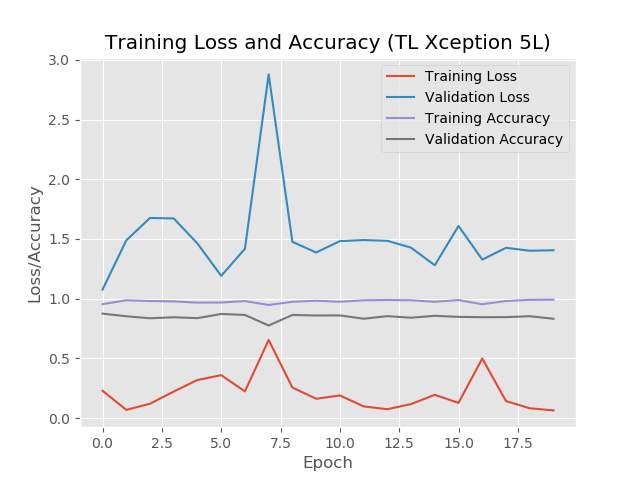 Training Loss and Accuracy (TL Xception 5L)
Training Loss
Validation Loss
Training Accuracy
Validation Accuracy
Loss/Accuracy
3.0
2.5
2.0
1.5
1.0
0.5
0.0
0.0 2.5 5.0 7.5 10.0 12.5 15.0 17.5
Epoch